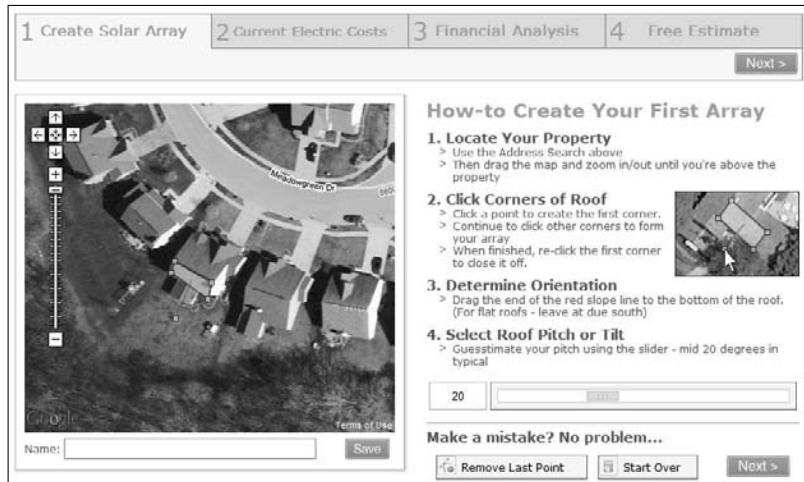 1 Create Solar Array
2 Current Electric Costs
3 Financial Analysis
4 Free Estimate
Next >
Meadowgreen Dr
Google
Terms of Use
Name:
Save
How-to Create Your First Array
1. Locate Your Property
> Use the Address Search above
> Then drag the map and zoom in/out until you're above the
property
2. Click Corners of Roof
> Click a point to create the first corner.
> Continue to click other corners to form
your array
> When finished, re-click the first corner
to close it off.
3. Determine Orientation
> Drag the end of the red slope line to the bottom of the roof.
(For flat roofs - leave at due south)
4. Select Roof Pitch or Tilt
> Guesstimate your pitch using the slider - mid 20 degrees in
typical
20
Make a mistake? No problem...
Remove Last Point
Start Over
Next >